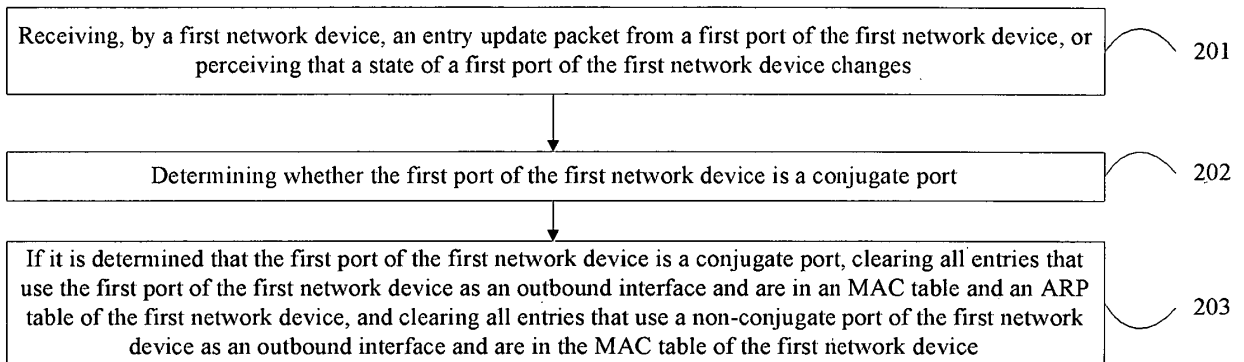 Receiving, by a first network device, an entry update packet from a first port of the first network device, or
perceiving that a state of a first port of the first network device changes
201
Determining whether the first port of the first network device is a conjugate port
202
If it is determined that the first port of the first network device is a conjugate port, clearing all entries that
use the first port of the first network device as an outbound interface and are in an MAC table and an ARP
table of the first network device, and clearing all entries that use a non-conjugate port of the first network
device as an outbound interface and are in the MAC table of the first network device
203